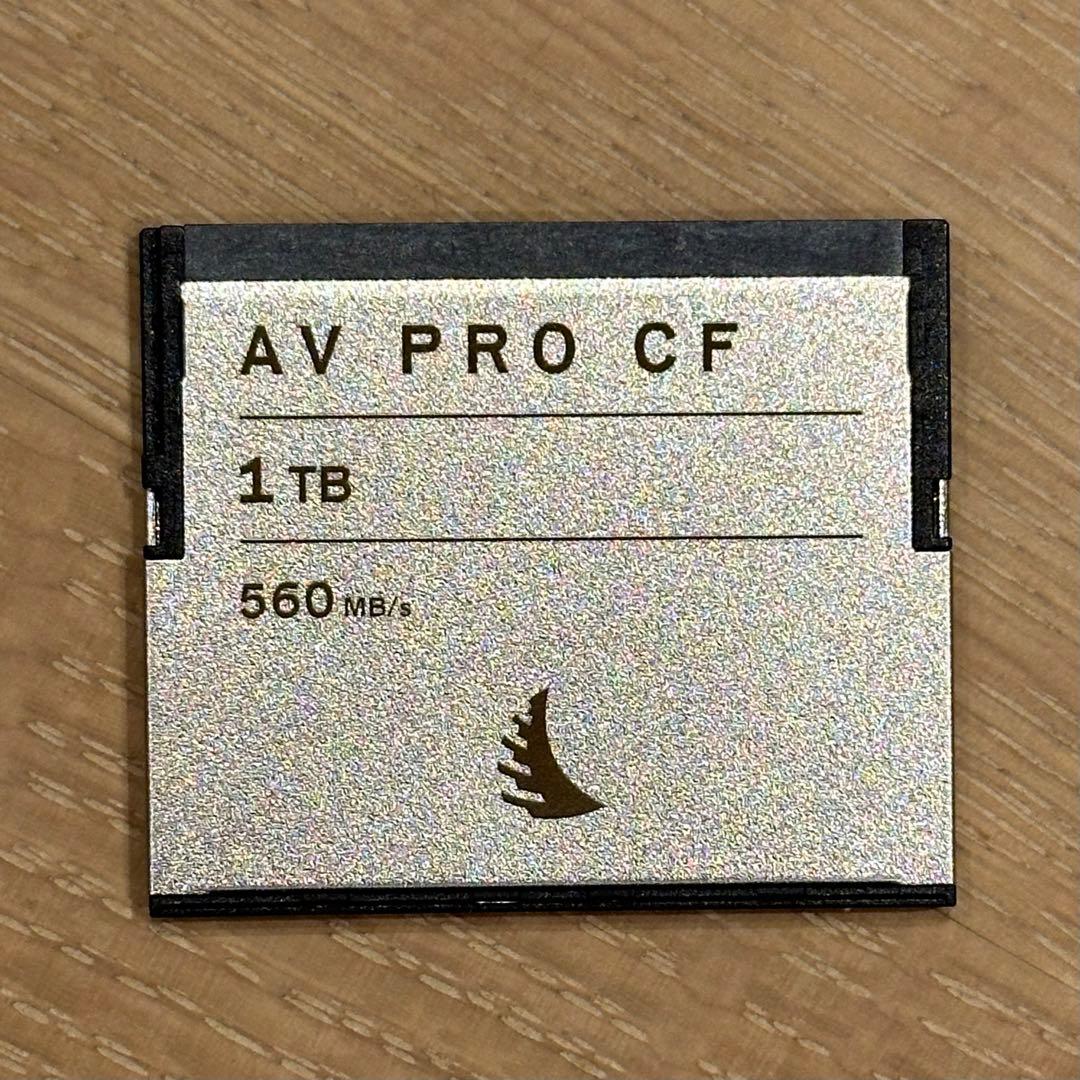 AV PRO CF
1 TB
560 MB/s